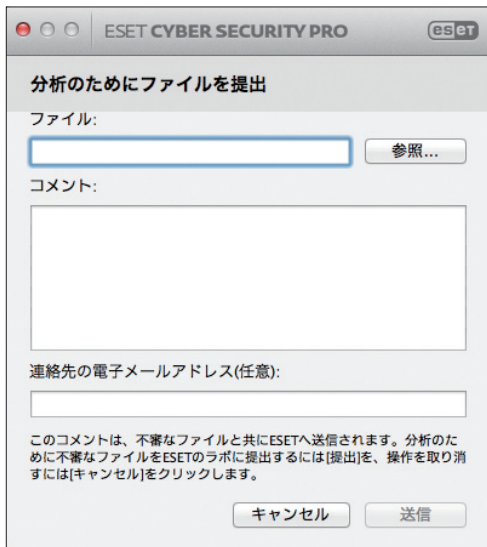 ESET CYBER SECURITY PRO
eset
分析のためにファイルを提出
ファイル:
参照...
コメント:
連絡先の電子メールアドレス(任意):
このコメントは、不審なファイルと共にESETへ送信されます。分析のた
めに不審なファイルをESETのラボに提出するには[提出]を、操作を取り消
すには[キャンセル]をクリックします。
キャンセル
送信